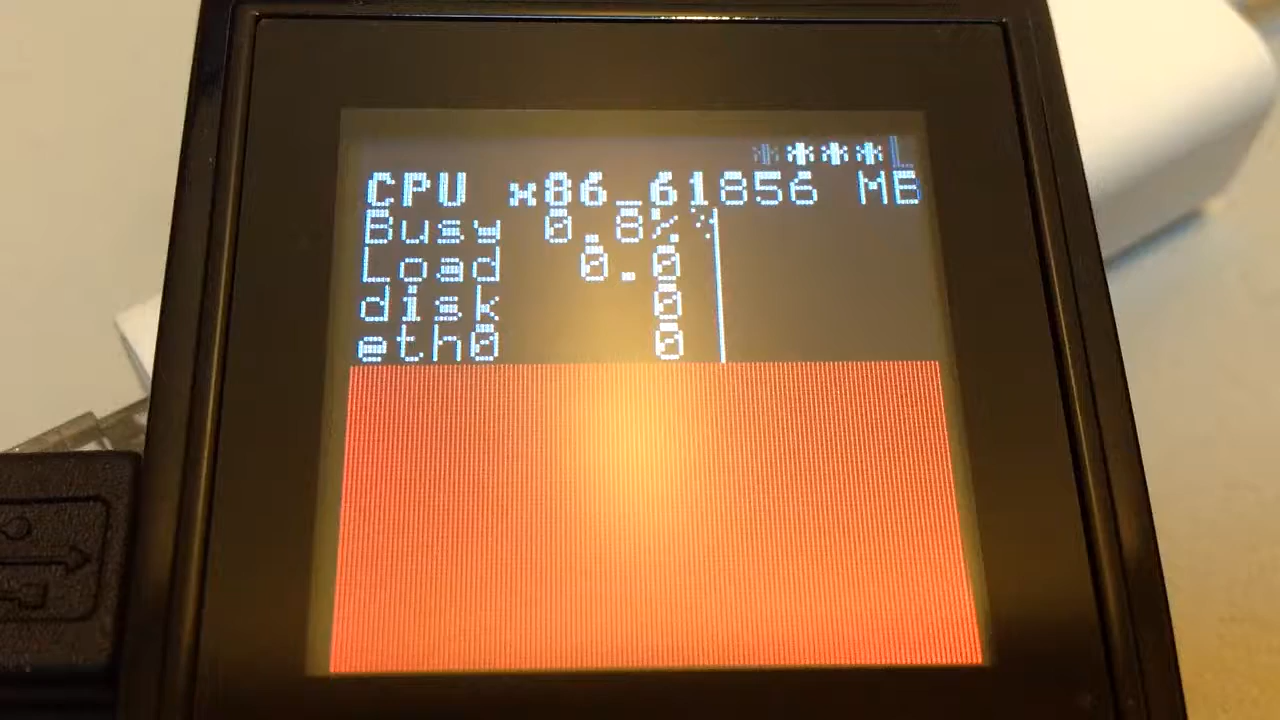 ***L
CPU x86_61856 MB
Busy 0.8%
Load 0.0
disk 0
eth0 0